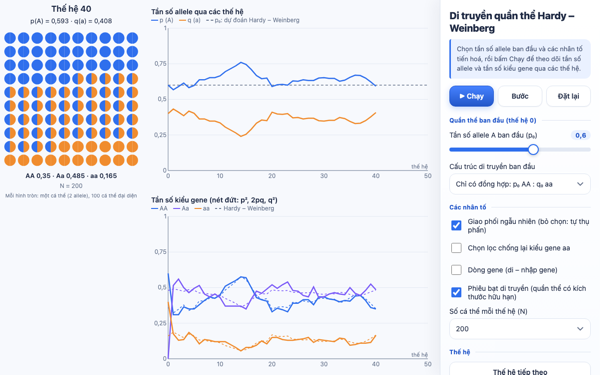 Thế hệ 40
p(A) = 0,593 · q(a) = 0,408
AA 0,35 · Aa 0,485 · aa 0,165
N = 200
Mỗi hình tròn: một cá thể (2 allele), 100 cá thể đại diện
Tần số allele qua các thế hệ
p (A) q (a) p₀: dự đoán Hardy – Weinberg
1
0,75
0,5
0,25
0
0 10 20 30 40 50
thế hệ
Tần số kiểu gene (nét đứt: p², 2pq, q²)
AA Aa aa Hardy – Weinberg
1
0,75
0,5
0,25
0
0 10 20 30 40 50
thế hệ
Di truyền quần thể Hardy –
Weinberg
Chọn tần số allele ban đầu và các nhân tố
tiến hoá, rồi bấm Chạy để theo dõi tần số
allele và tần số kiểu gene qua các thế hệ.
▶ Chạy
Bước
Đặt lại
Quần thể ban đầu (thế hệ 0)
Tần số allele A ban đầu (p₀)
0,6
Cấu trúc di truyền ban đầu
Chỉ có đồng hợp: p₀ AA : q₀ aa
Các nhân tố
Giao phối ngẫu nhiên (bỏ chọn: tự thụ
phấn)
Chọn lọc chống lại kiểu gene aa
Dòng gene (di – nhập gene)
Phiêu bạt di truyền (quần thể có kích
thước hữu hạn)
Số cá thể mỗi thế hệ (N)
200
Thế hệ
Thế hệ tiếp theo